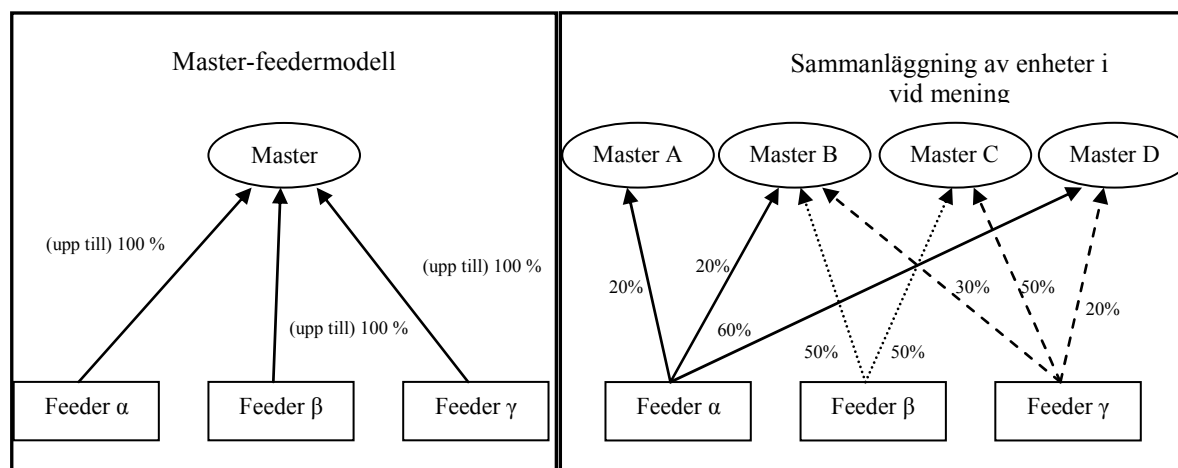 Master-feedermodell
Master
(upp till) 100 %
(upp till) 100 %
(upp till) 100 %
Feeder α
Feeder β
Feeder γ
Sammanläggning av enheter i
vid mening
Master A
Master B
Master C
Master D
20%
20%
60%
50%
50%
30%
50%
20%
Feeder α
Feeder β
Feeder γ